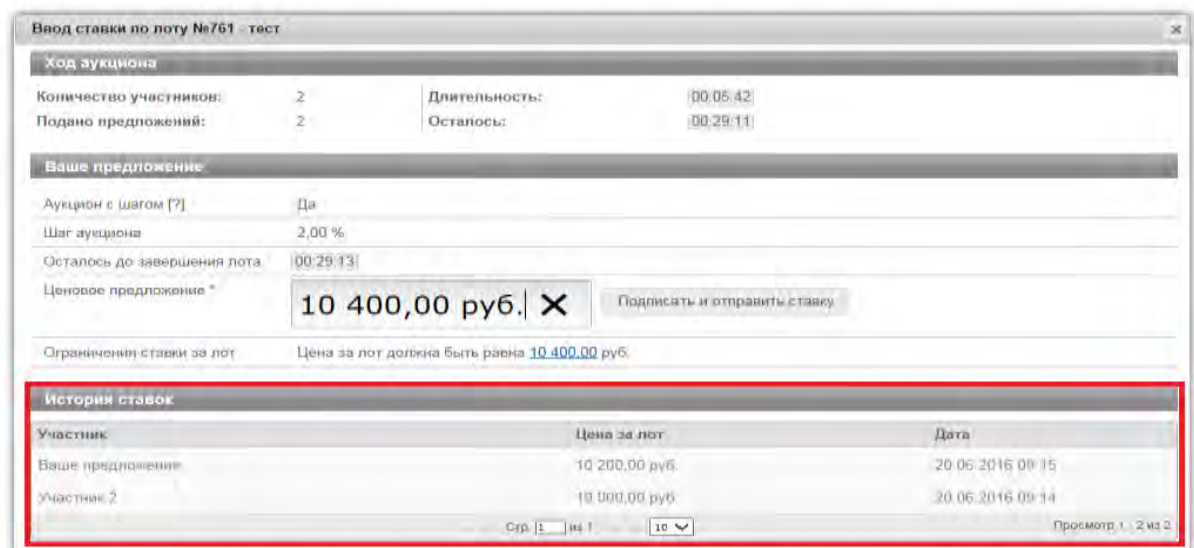 Ввод ставки по лоту №761 - тест
Ход аукциона
Количество участников: 2 Длительность: 00:05:42
Подано предложений: 2 Осталось: 00:29:11
Ваше предложение
Аукцион с шагом [?] Да
Шаг аукциона 2,00 %
Осталось до завершения лота 00:29:13
Ценовое предложение * 10 400,00 руб. Подписать и отправить ставку
Ограничения ставки за лот Цена за лот должна быть равна 10 400,00 руб.
История ставок
Участник Цена за лот Дата
Ваше предложение 10 200,00 руб. 20.06.2016 09:15
Участник 2 10 000,00 руб. 20.06.2016 09:14
Стр. 1 из 1 10 Просмотр 1 - 2 из 2